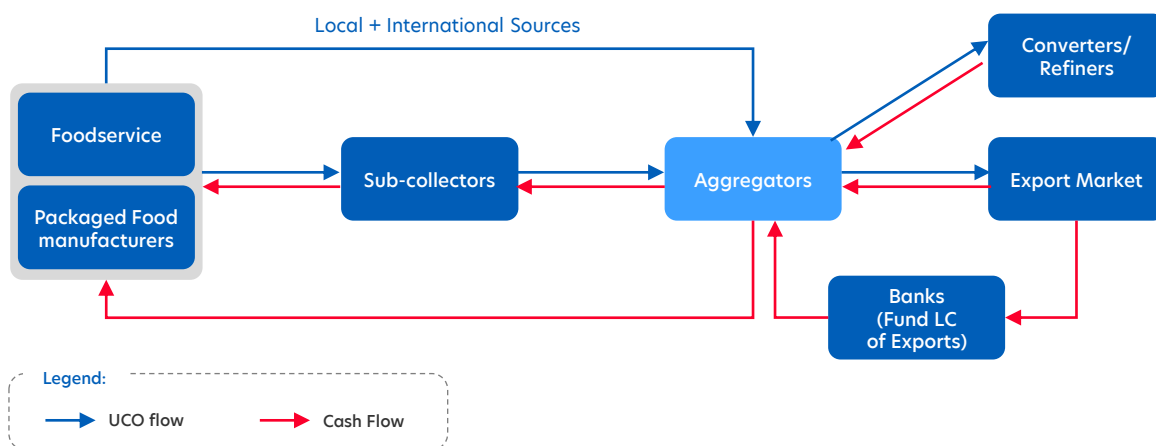 Local + International Sources
Converters/
Refiners
Foodservice
Sub-collectors
Aggregators
Export Market
Packaged Food
manufacturers
Banks
(Fund LC
of Exports)
Legend:
UCO flow
Cash Flow